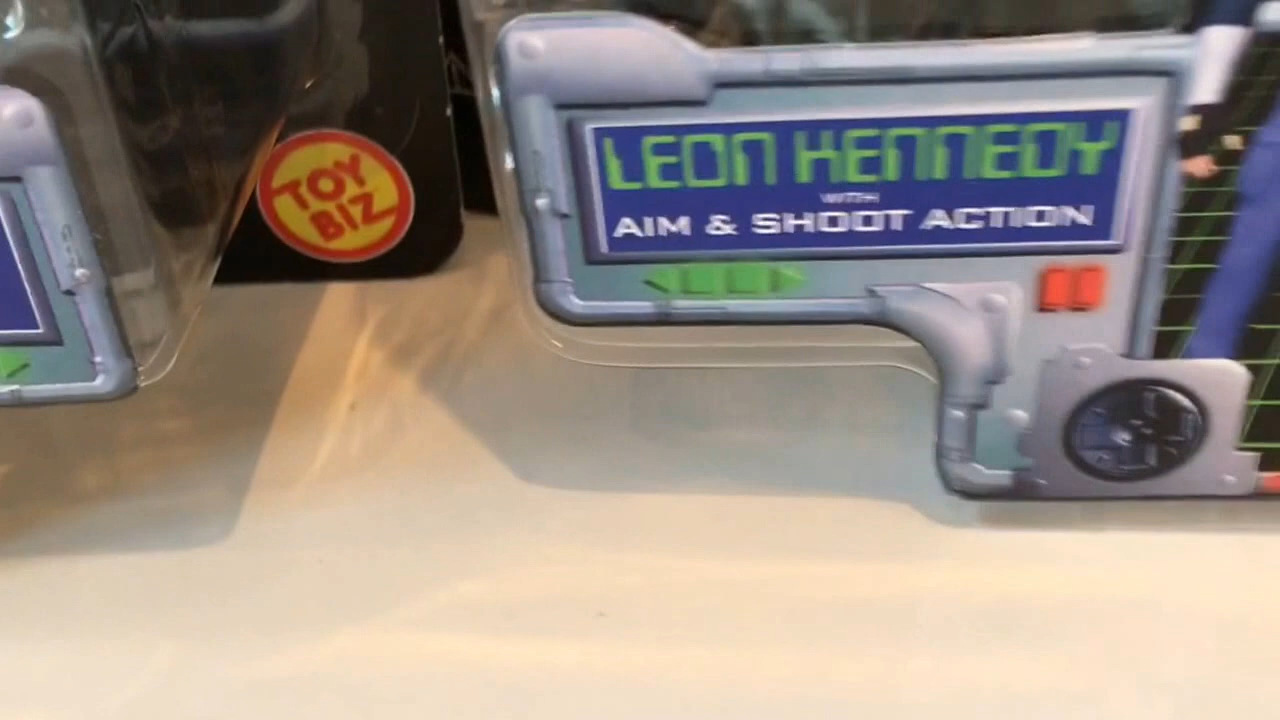 TOY
BIZ
LEON KENNEDY
WITH
AIM & SHOOT ACTION